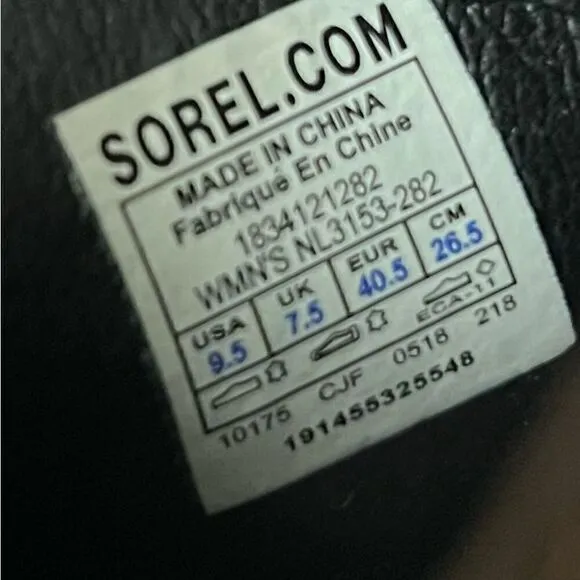 SOREL.COM
MADE IN CHINA
Fabriqué En Chine
1834121282
WMN'S NL3153-282
USA UK EUR CM
9.5 7.5 40.5 26.5
ECA-11
10175 CJF 0518 218
191455325548